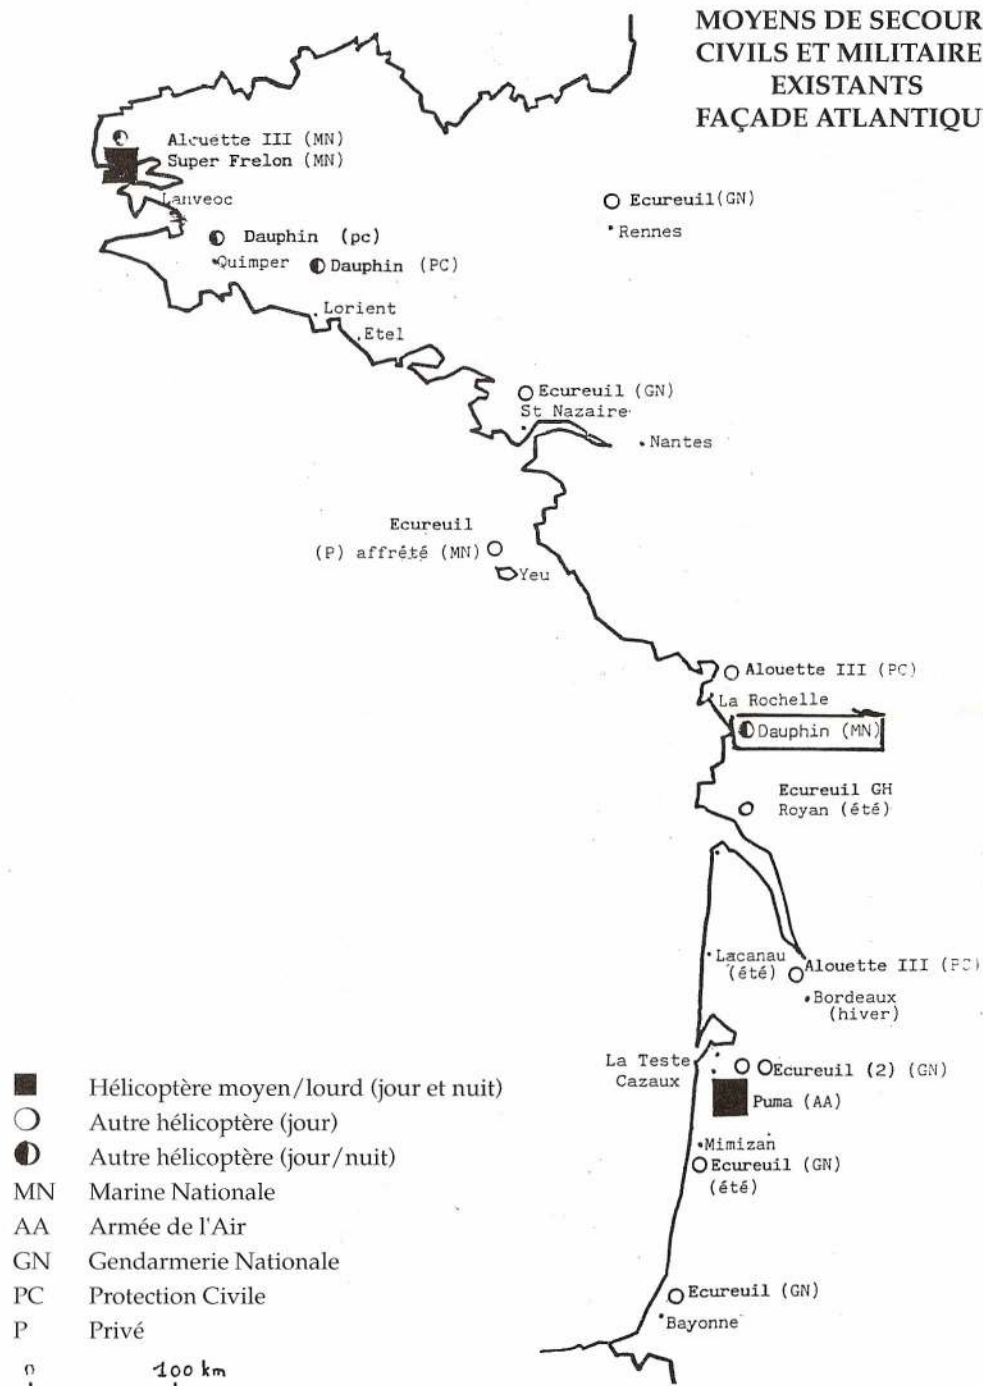 MOYENS DE SECOUR
CIVILS ET MILITAIRE
EXISTANTS
FAÇADE ATLANTIQU
Alouette III (MN)
Super Frelon (MN)
Lanveoc
Ecureuil(GN)
Rennes
Dauphin (pc)
Quimper
Dauphin (PC)
Lorient
Etel
Ecureuil (GN)
St Nazaire
Nantes
Ecureuil
(P) affrété (MN)
Yeu
Alouette III (PC)
La Rochelle
Dauphin (MN)
Ecureuil GH
Royan (été)
Lacanau
(été)
Alouette III (PC)
Bordeaux
(hiver)
La Teste
Cazaux
Ecureuil (2) (GN)
Puma (AA)
Mimizan
Ecureuil (GN)
(été)
Ecureuil (GN)
Bayonne
Hélicoptère moyen/lourd (jour et nuit)
Autre hélicoptère (jour)
Autre hélicoptère (jour/nuit)
MN Marine Nationale
AA Armée de l'Air
GN Gendarmerie Nationale
PC Protection Civile
P Privé
0 100 km